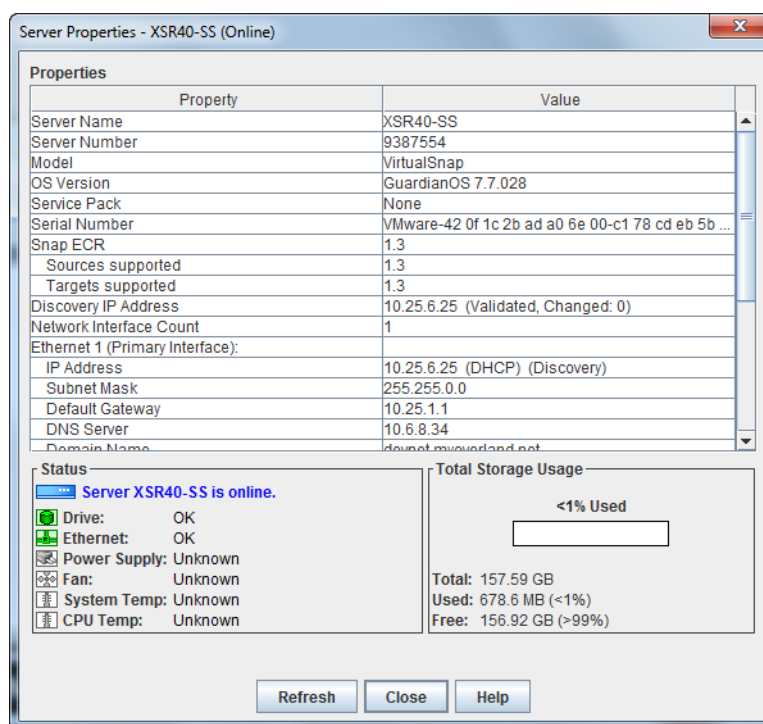 Server Properties - XSR40-SS (Online)
Properties
Property Value
Server Name XSR40-SS
Server Number 9387554
Model VirtualSnap
OS Version GuardianOS 7.7.028
Service Pack None
Serial Number VMware-42 0f 1c 2b ad a0 6e 00-c1 78 cd eb 5b ...
Snap ECR 1.3
Sources supported 1.3
Targets supported 1.3
Discovery IP Address 10.25.6.25 (Validated, Changed: 0)
Network Interface Count 1
Ethernet 1 (Primary Interface):
IP Address 10.25.6.25 (DHCP) (Discovery)
Subnet Mask 255.255.0.0
Default Gateway 10.25.1.1
DNS Server 10.6.8.34
Domain Name devnet.myoverland.net
Status
Server XSR40-SS is online.
Drive: OK
Ethernet: OK
Power Supply: Unknown
Fan: Unknown
System Temp: Unknown
CPU Temp: Unknown
Total Storage Usage
<1% Used
Total: 157.59 GB
Used: 678.6 MB (<1%)
Free: 156.92 GB (>99%)
Refresh Close Help